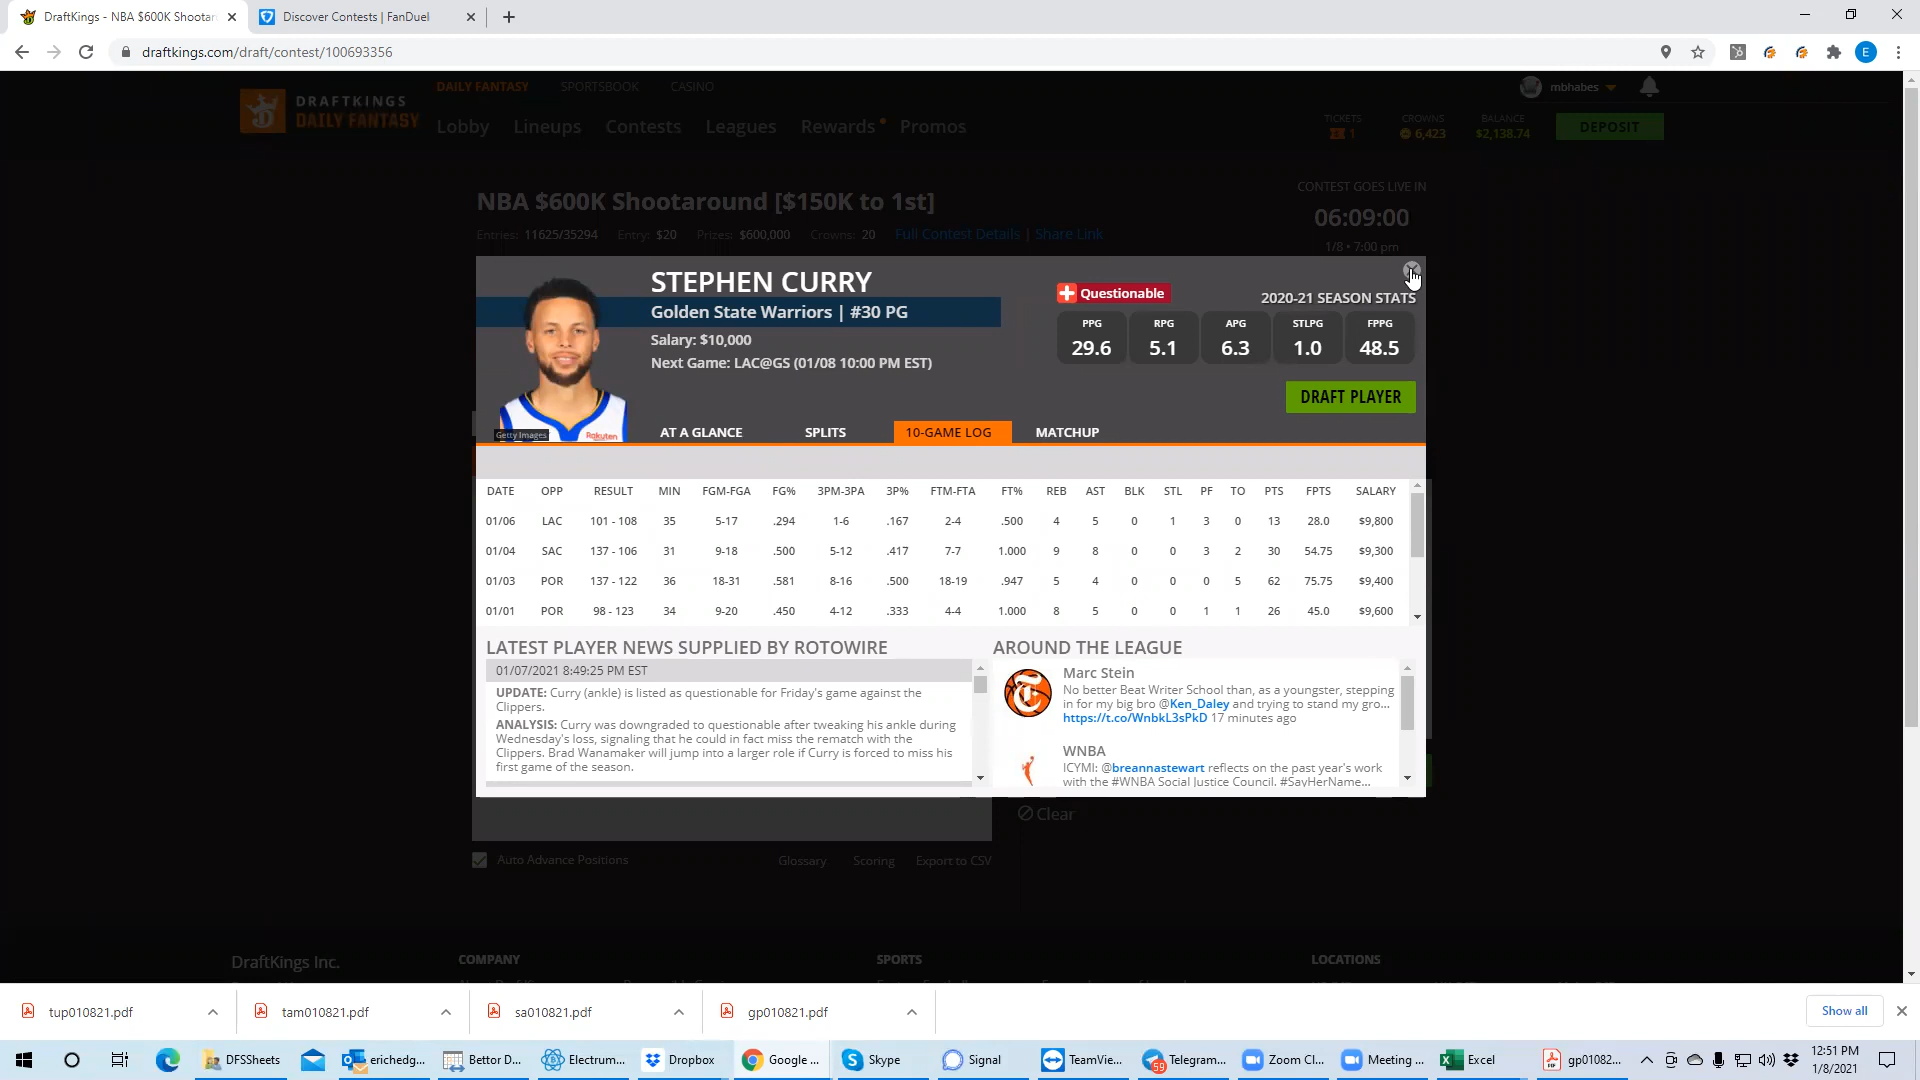 DraftKings - NBA $600K Shootar
Discover Contests | FanDuel
draftkings.com/draft/contest/100693356
E
DAILY FANTASY SPORTSBOOK CASINO
mbhabes
DRAFTKINGS
DAILY FANTASY
Lobby Lineups Contests Leagues Rewards Promos
TICKETS CROWNS BALANCE
1 6,423 $2,138.74
DEPOSIT
NBA $600K Shootaround [$150K to 1st]
CONTEST GOES LIVE IN
06:09:00
1/8 • 7:00 pm
Entries: 11625/35294 Entry: $20 Prizes: $600,000 Crowns: 20 Full Contest Details | Share Link
STEPHEN CURRY
Golden State Warriors | #30 PG
Salary: $10,000
Next Game: LAC@GS (01/08 10:00 PM EST)
Getty Images
Rakuten
Questionable
2020-21 SEASON STATS
PPG RPG APG STLPG FPPG
29.6 5.1 6.3 1.0 48.5
DRAFT PLAYER
AT A GLANCE SPLITS 10-GAME LOG MATCHUP
DATE OPP RESULT MIN FGM-FGA FG% 3PM-3PA 3P% FTM-FTA FT% REB AST BLK STL PF TO PTS FPTS SALARY
01/06 LAC 101 - 108 35 5-17 .294 1-6 .167 2-4 .500 4 5 0 1 3 0 13 28.0 $9,800
01/04 SAC 137 - 106 31 9-18 .500 5-12 .417 7-7 1.000 9 8 0 0 3 2 30 54.75 $9,300
01/03 POR 137 - 122 36 18-31 .581 8-16 .500 18-19 .947 5 4 0 0 0 5 62 75.75 $9,400
01/01 POR 98 - 123 34 9-20 .450 4-12 .333 4-4 1.000 8 5 0 0 1 1 26 45.0 $9,600
LATEST PLAYER NEWS SUPPLIED BY ROTOWIRE
01/07/2021 8:49:25 PM EST
UPDATE: Curry (ankle) is listed as questionable for Friday's game against the
Clippers.
ANALYSIS: Curry was downgraded to questionable after tweaking his ankle during
Wednesday's loss, signaling that he could in fact miss the rematch with the
Clippers. Brad Wanamaker will jump into a larger role if Curry is forced to miss his
first game of the season.
AROUND THE LEAGUE
Marc Stein
No better Beat Writer School than, as a youngster, stepping
in for my big bro @Ken_Daley and trying to stand my gro...
https://t.co/WnbkL3sPkD 17 minutes ago
WNBA
ICYMI: @breannastewart reflects on the past year's work
with the #WNBA Social Justice Council. #SayHerName...
Clear
Auto Advance Positions
Glossary Scoring Export to CSV
DraftKings Inc. COMPANY SPORTS LOCATIONS
tup010821.pdf tam010821.pdf sa010821.pdf gp010821.pdf
Show all
DFSSheets erichedg... Bettor D... Electrum... Dropbox Google ... Skype Signal TeamVie... Telegram... 59 Zoom Cl... Meeting ... Excel gp01082...
12:51 PM
1/8/2021